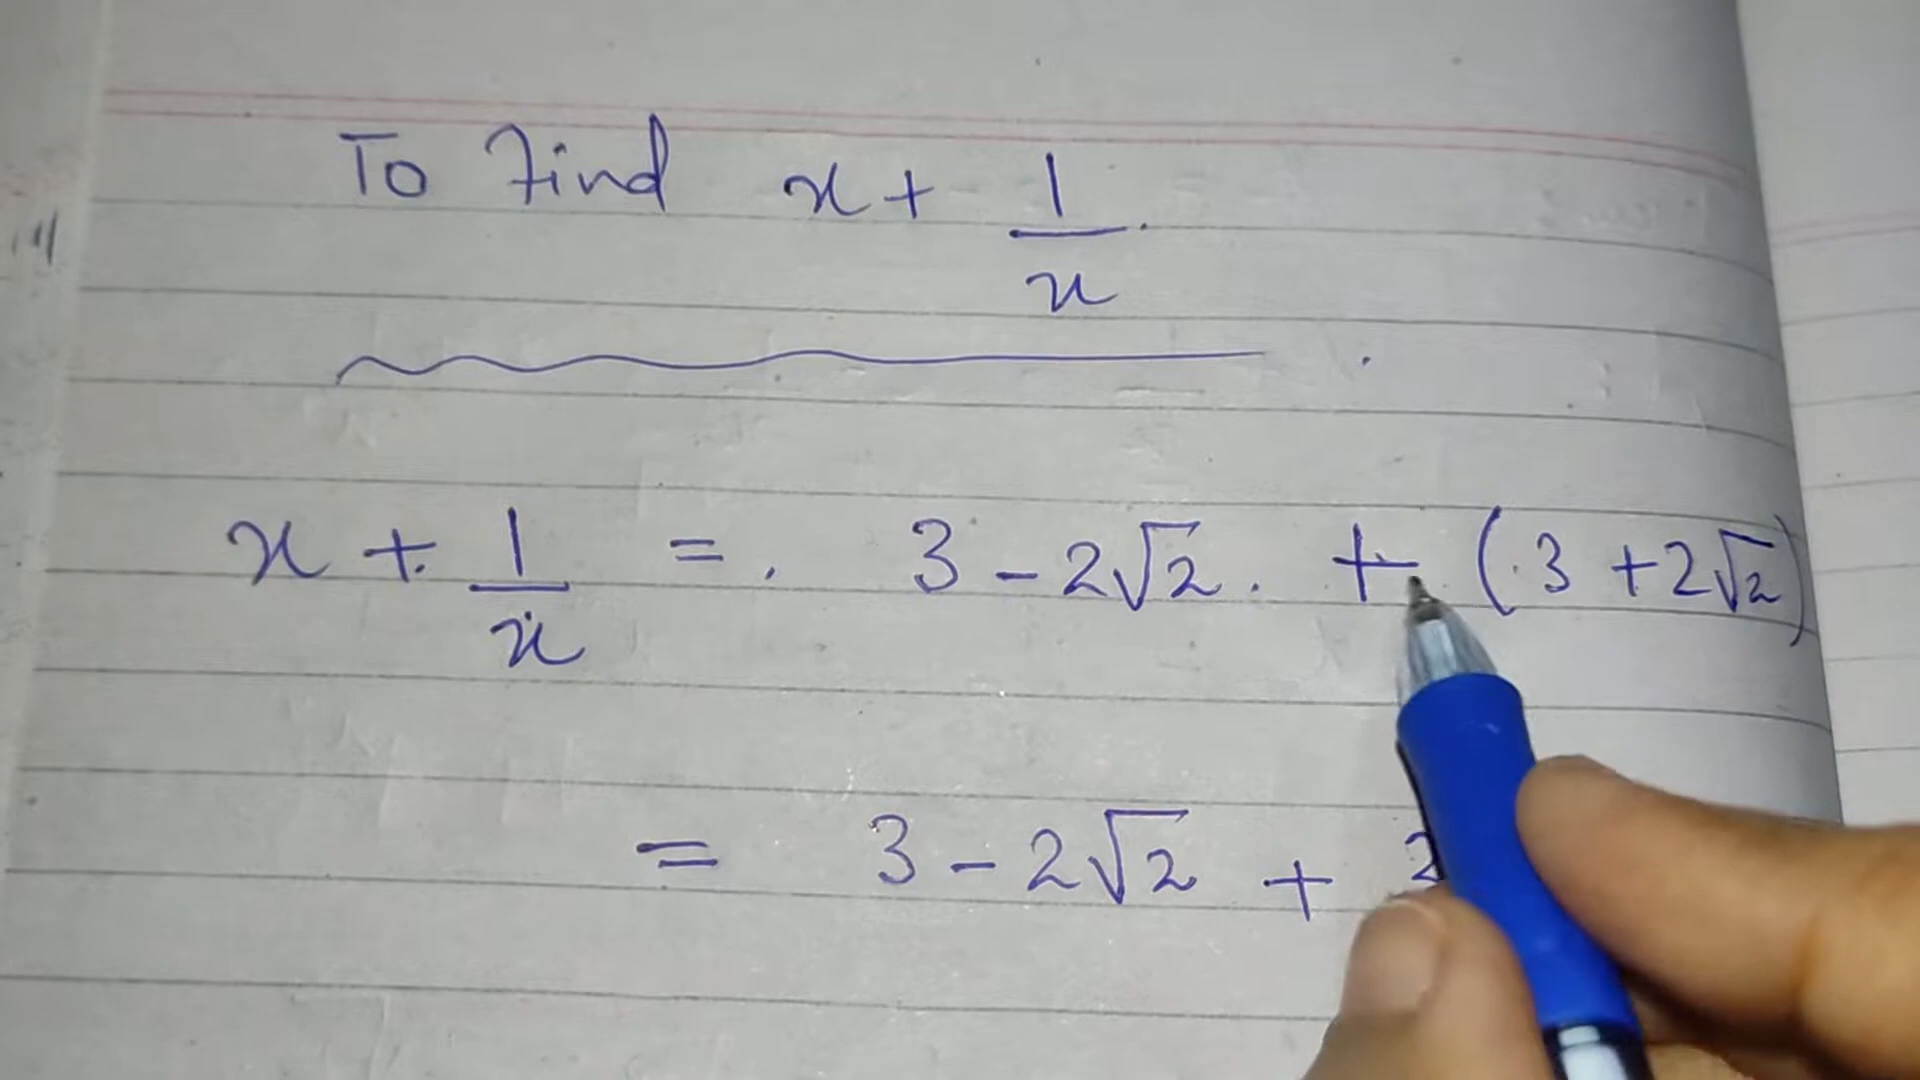 To find x + 1/x
x + 1/x = 3 - 2√2 + (3 + 2√2)
= 3 - 2√2 +